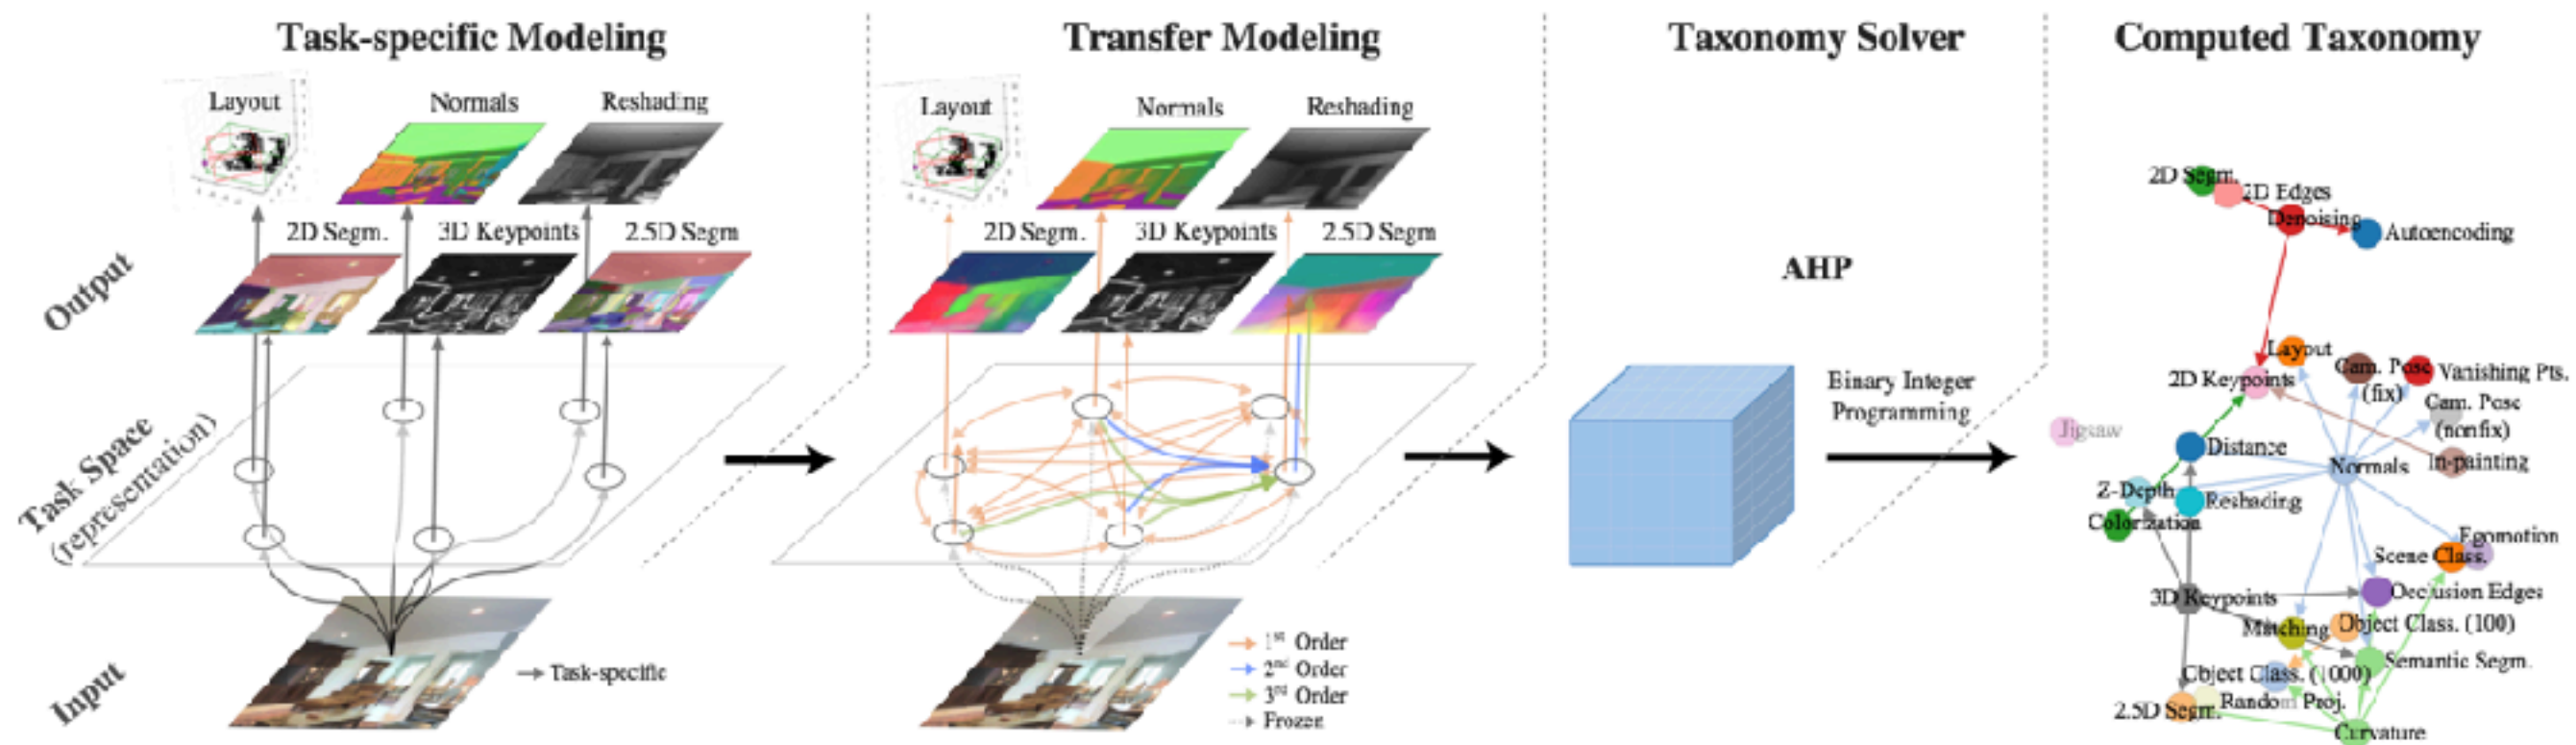 Task-specific Modeling
Transfer Modeling
Taxonomy Solver
Computed Taxonomy
Output
Task Space
(representation)
Input
Layout
Normals
Reshading
2D Segm.
3D Keypoints
2.5D Segm
Task-specific
Layout
Normals
Reshading
2D Segm.
3D Keypoints
2.5D Segm
1st Order
2nd Order
3rd Order
Frozen
AHP
Binary Integer
Programming
2D Segm.
2D Edges
Denoising
Autoencoding
Layout
2D Keypoints
Cam. Pose
(fix)
Vanishing Pts.
Cam. Pose
(nonfix)
Jigsaw
Distance
Normals
In-painting
Z-Depth
Reshading
Colorization
Egomotion
Scene Class.
3D Keypoints
Occlusion Edges
Matching
Object Class. (100)
Semantic Segm.
Object Class. (1000)
2.5D Segm.
Random Proj.
Curvature